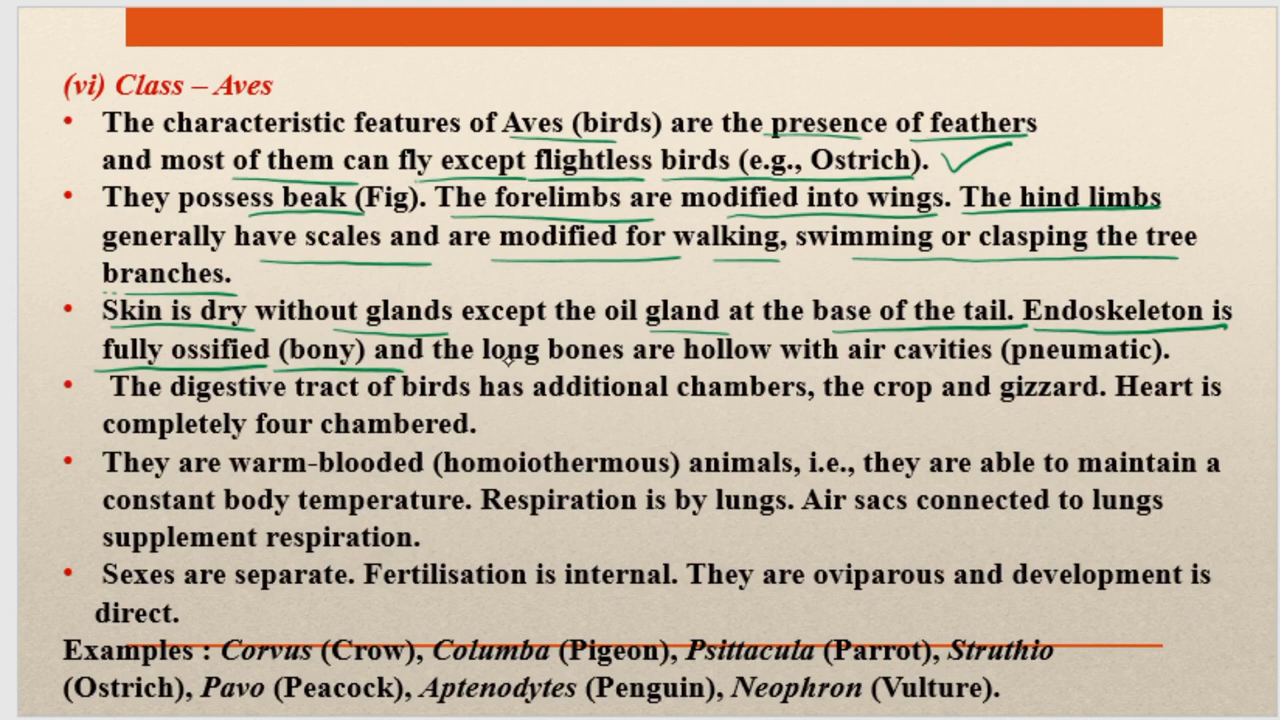 (vi) Class – Aves
• The characteristic features of Aves (birds) are the presence of feathers
and most of them can fly except flightless birds (e.g., Ostrich).
• They possess beak (Fig). The forelimbs are modified into wings. The hind limbs
generally have scales and are modified for walking, swimming or clasping the tree
branches.
• Skin is dry without glands except the oil gland at the base of the tail. Endoskeleton is
fully ossified (bony) and the long bones are hollow with air cavities (pneumatic).
• The digestive tract of birds has additional chambers, the crop and gizzard. Heart is
completely four chambered.
• They are warm-blooded (homoiothermous) animals, i.e., they are able to maintain a
constant body temperature. Respiration is by lungs. Air sacs connected to lungs
supplement respiration.
• Sexes are separate. Fertilisation is internal. They are oviparous and development is
direct.
Examples : Corvus (Crow), Columba (Pigeon), Psittacula (Parrot), Struthio
(Ostrich), Pavo (Peacock), Aptenodytes (Penguin), Neophron (Vulture).